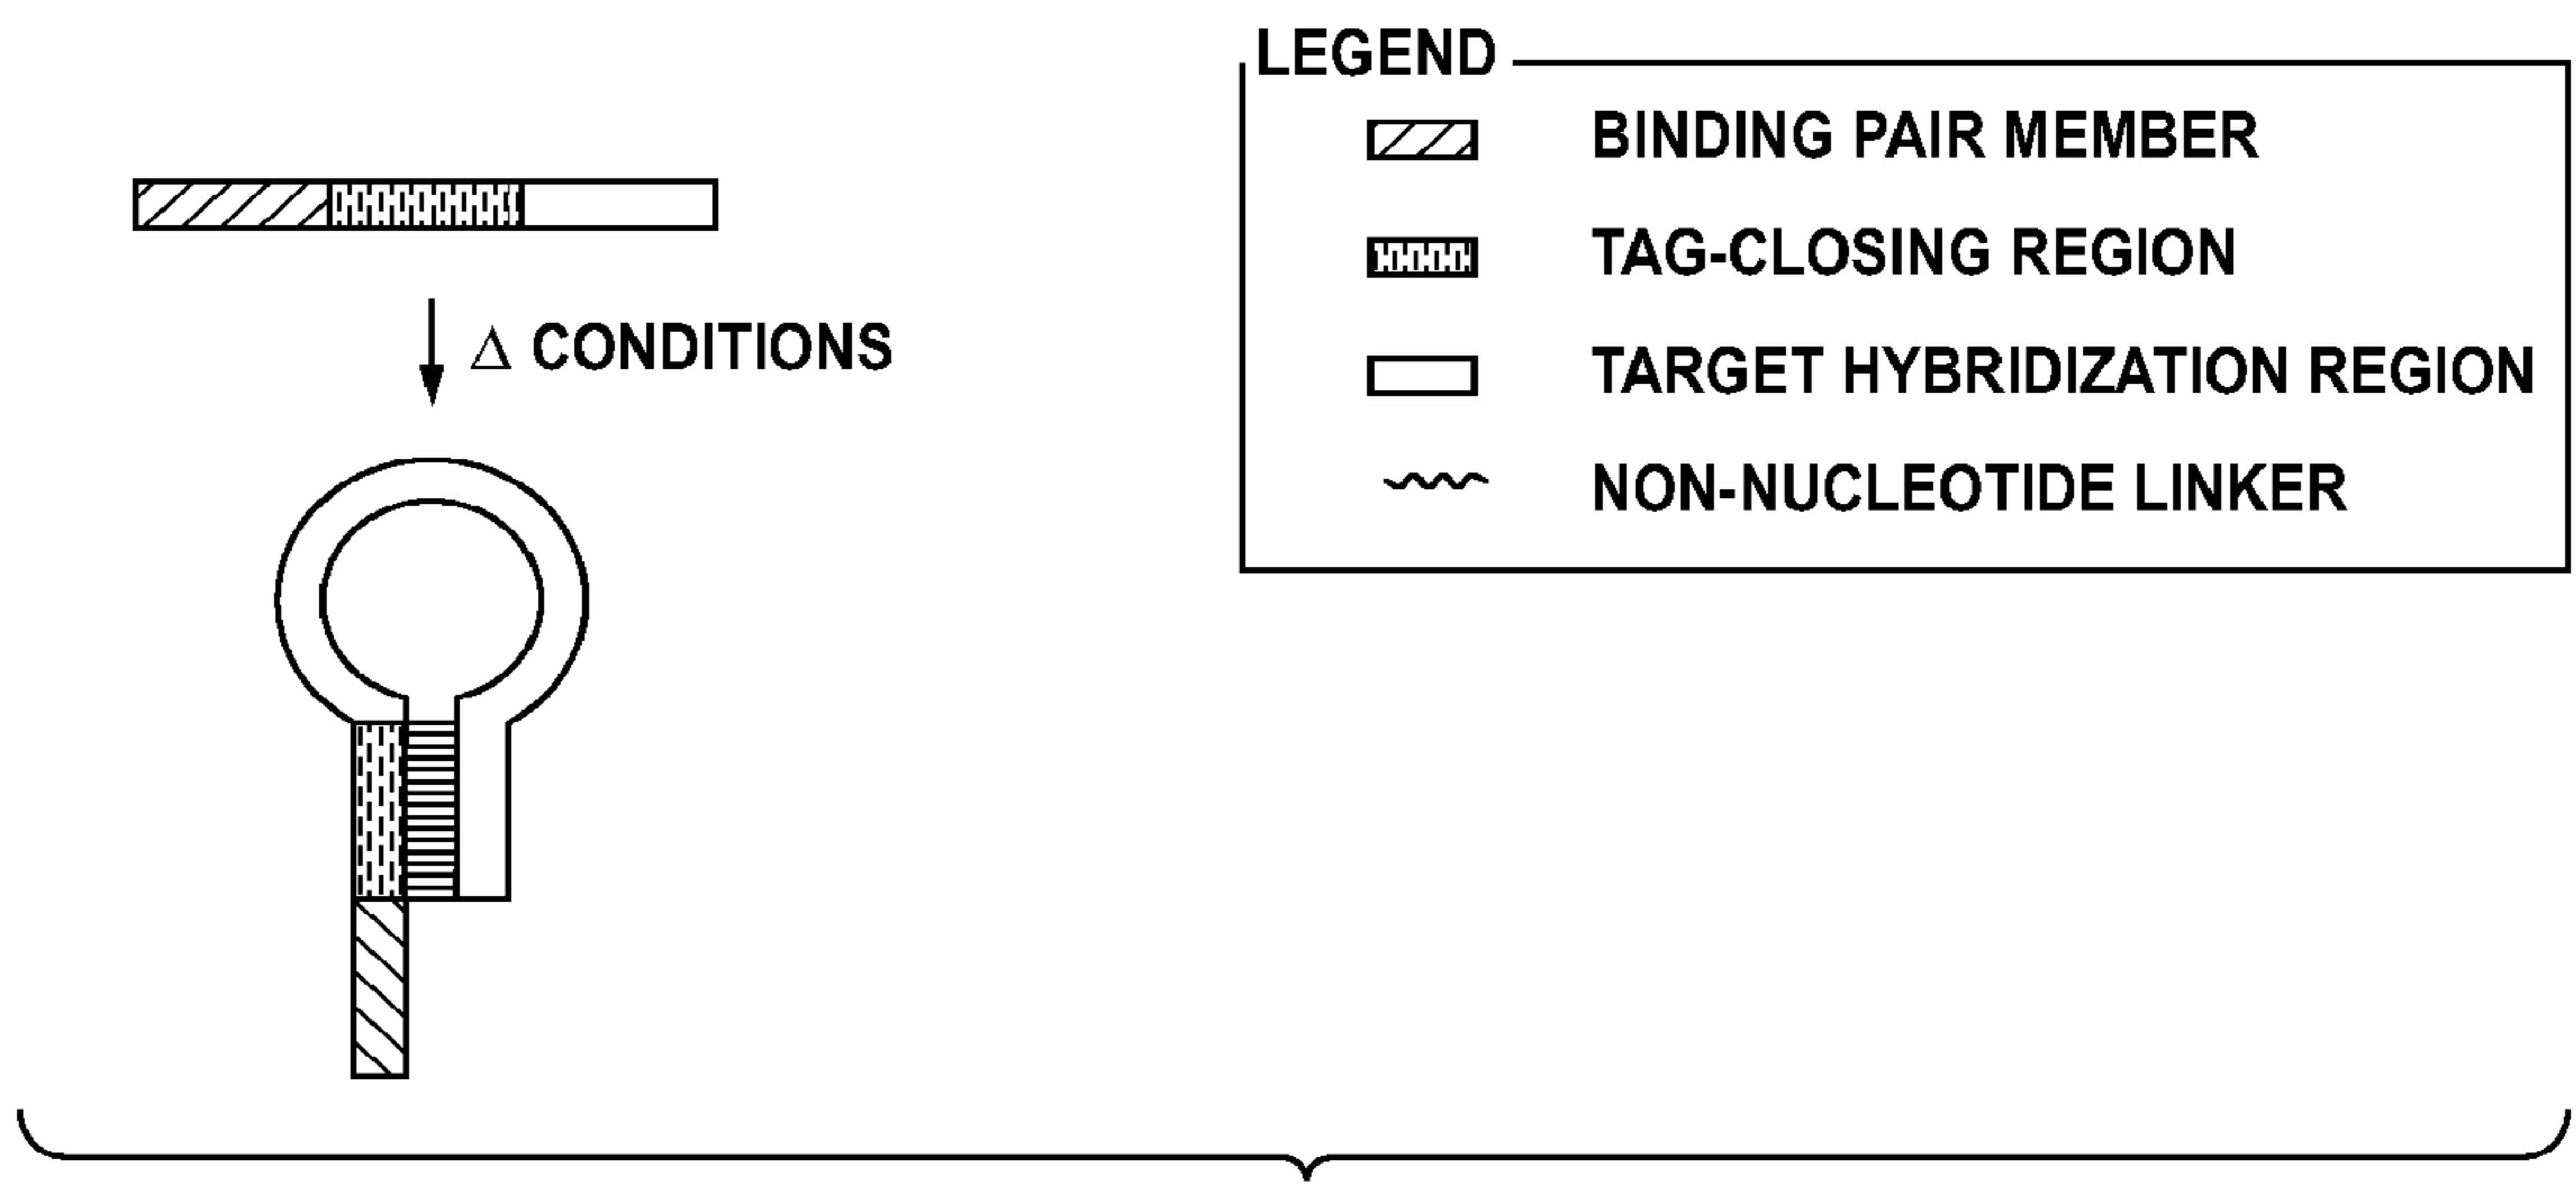 LEGEND
BINDING PAIR MEMBER
TAG-CLOSING REGION
Δ CONDITIONS
TARGET HYBRIDIZATION REGION
NON-NUCLEOTIDE LINKER